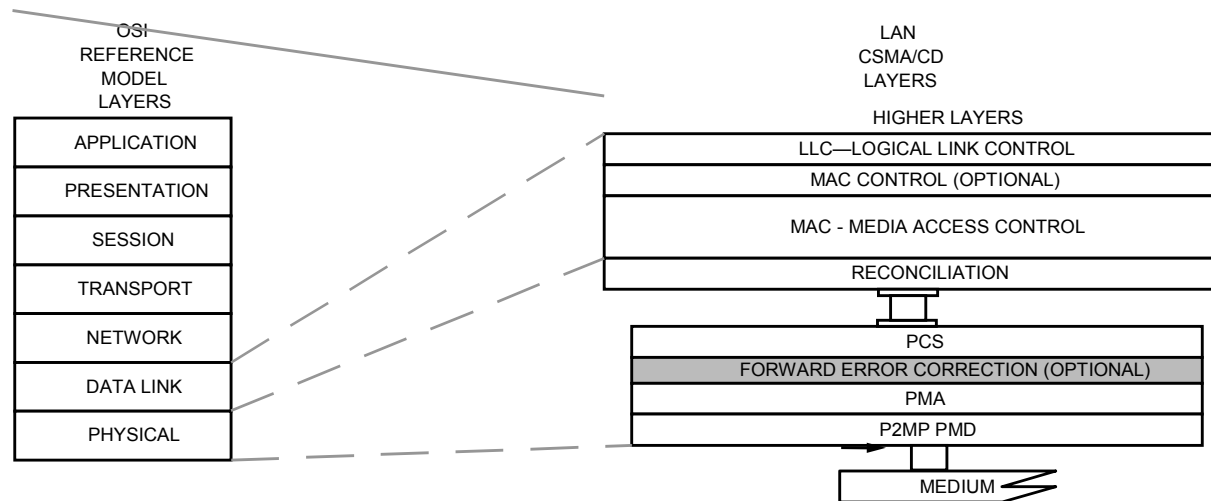 OSI
REFERENCE
MODEL
LAYERS
APPLICATION
PRESENTATION
SESSION
TRANSPORT
NETWORK
DATA LINK
PHYSICAL
LAN
CSMA/CD
LAYERS
HIGHER LAYERS
LLC—LOGICAL LINK CONTROL
MAC CONTROL (OPTIONAL)
MAC - MEDIA ACCESS CONTROL
RECONCILIATION
PCS
FORWARD ERROR CORRECTION (OPTIONAL)
PMA
P2MP PMD
MEDIUM